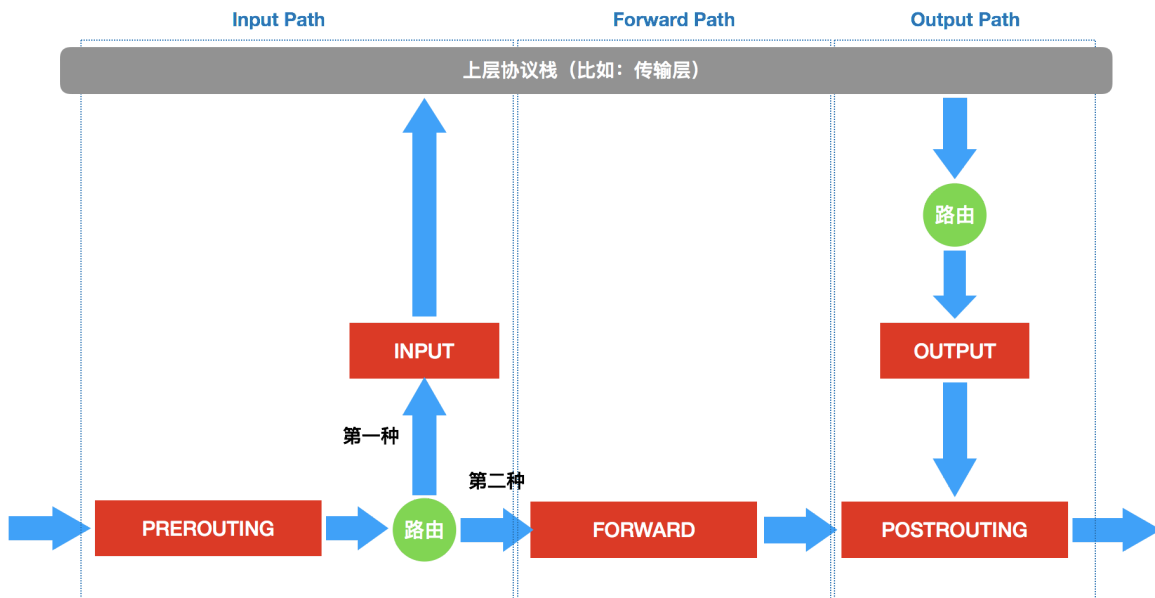 Input Path
Forward Path
Output Path
上层协议栈（比如：传输层）
路由
INPUT
OUTPUT
第一种
第二种
PREROUTING
路由
FORWARD
POSTROUTING